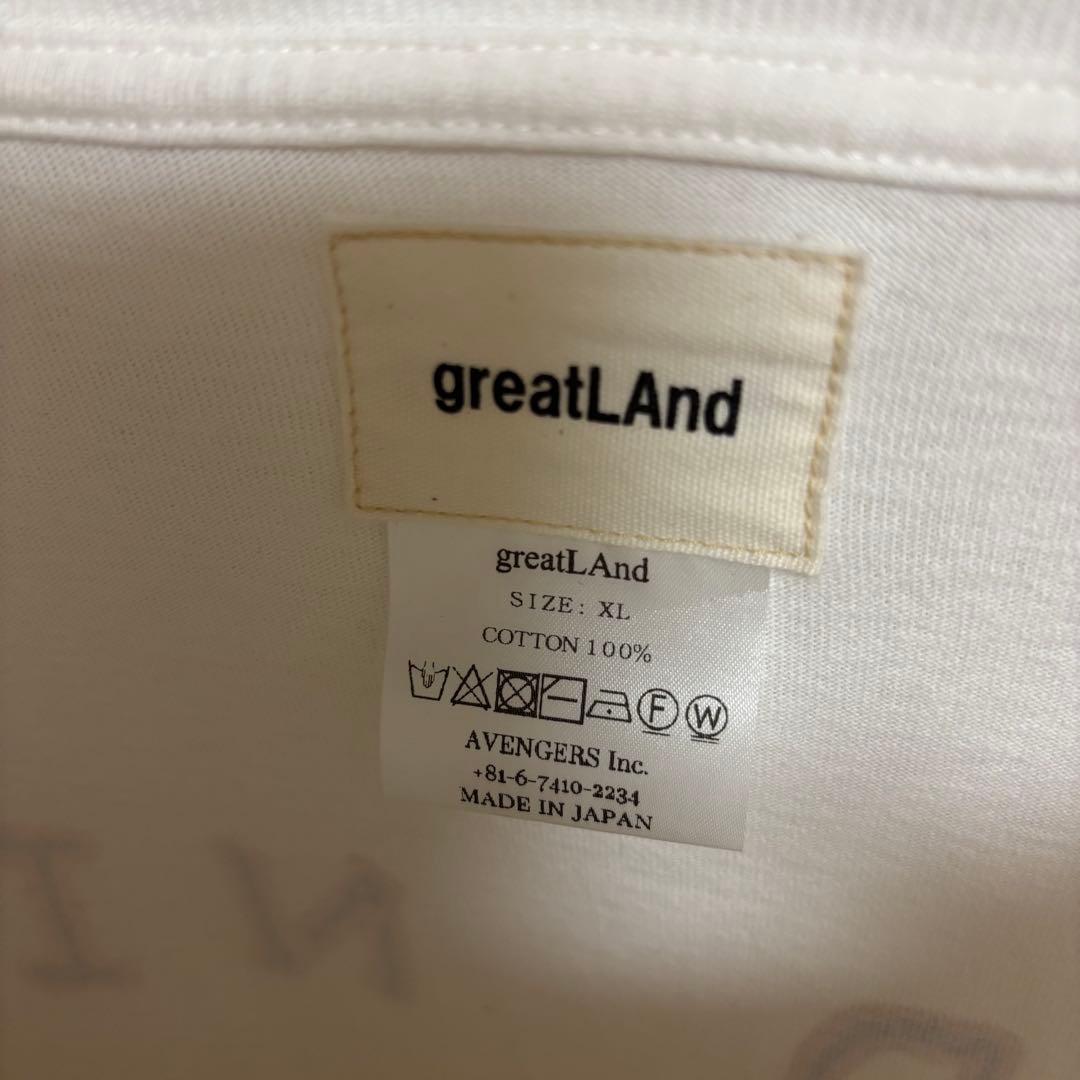 greatLAnd
greatLAnd
SIZE: XL
COTTON 100%
F W
AVENGERS Inc.
+81-6-7410-2234
MADE IN JAPAN